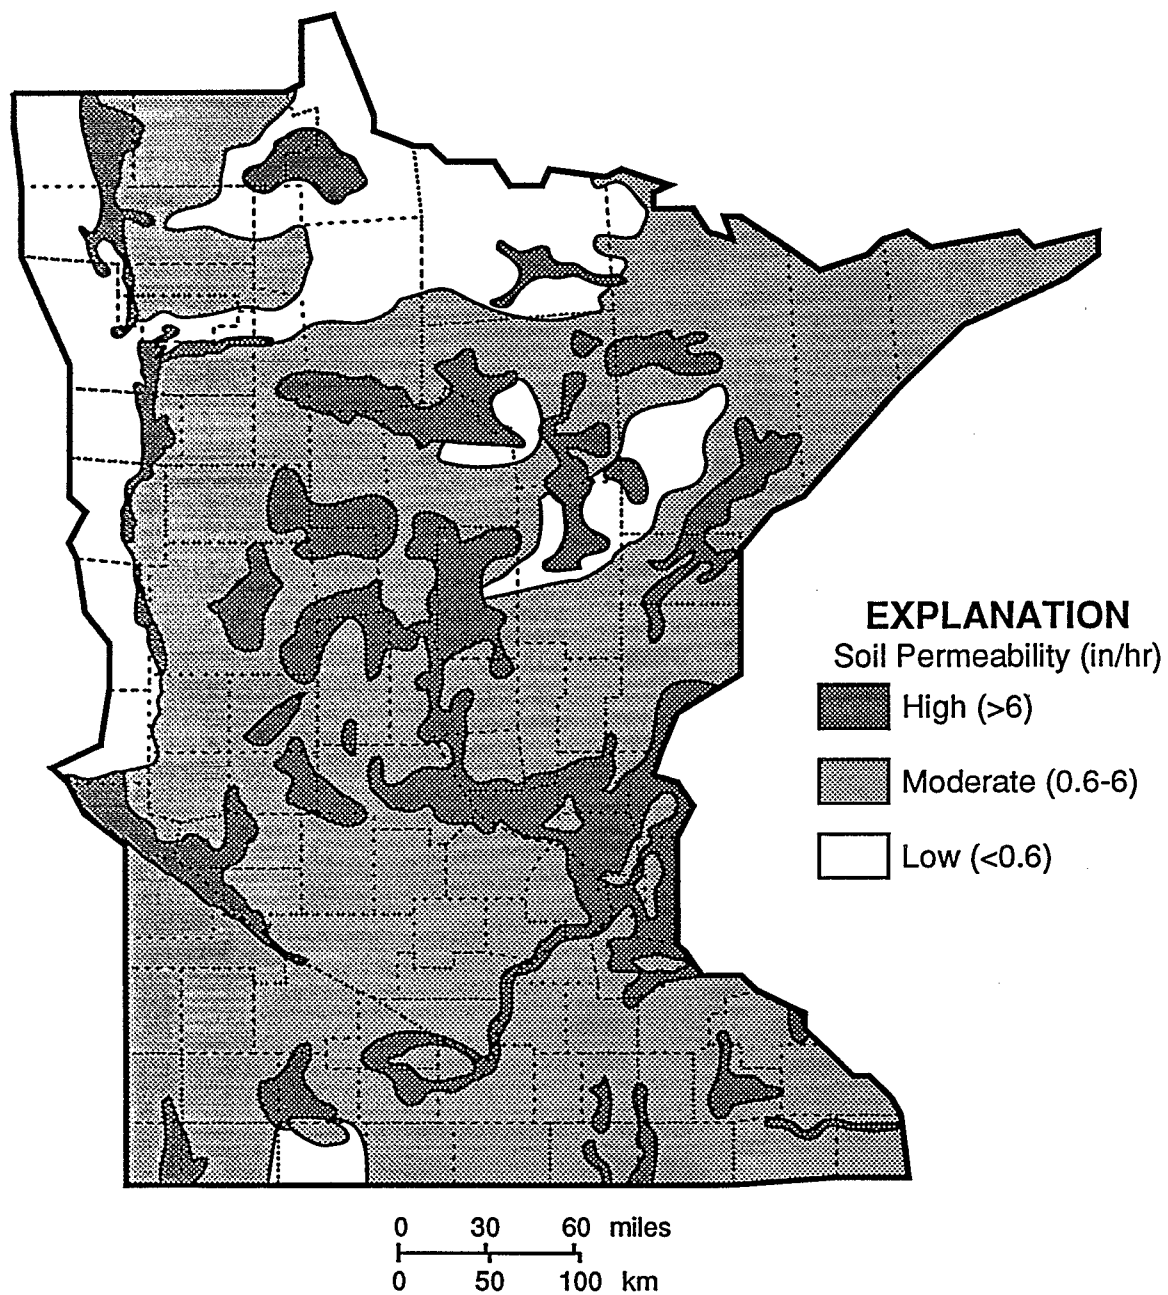 EXPLANATION
Soil Permeability (in/hr)
High (>6)
Moderate (0.6-6)
Low (<0.6)
0 30 60 miles
0 50 100 km